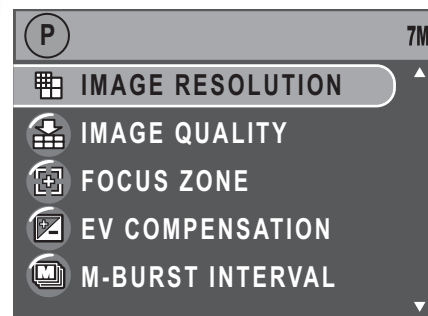 P 7M
IMAGE RESOLUTION
IMAGE QUALITY
FOCUS ZONE
EV COMPENSATION
M M-BURST INTERVAL